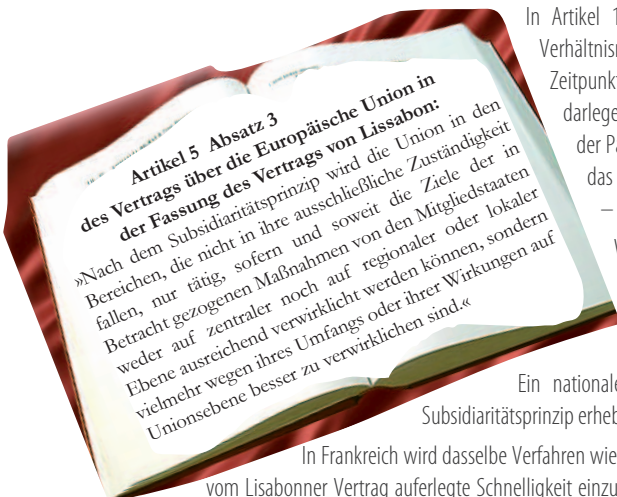 Artikel 5 Absatz 3
des Vertrags über die Europäische Union in
der Fassung des Vertrags von Lissabon:
»Nach dem Subsidiaritätsprinzip wird die Union in den
Bereichen, die nicht in ihre ausschließliche Zuständigkeit
fallen, nur tätig, sofern und soweit die Ziele der in
Betracht gezogenen Maßnahmen von den Mitgliedstaaten
weder auf zentraler noch auf regionaler oder lokaler
Ebene ausreichend verwirklicht werden können, sondern
vielmehr wegen ihres Umfangs oder ihrer Wirkungen auf
Unionsebene besser zu verwirklichen sind.«
In Artikel
Verhältnism
Zeitpunkt
darlege
der
das
–
Ein nationale
Subsidiaritätsprinzip erheb
In Frankreich wird dasselbe Verfahren wie
vom Lisabonner Vertrag auferlegte Schnelligkeit einzu